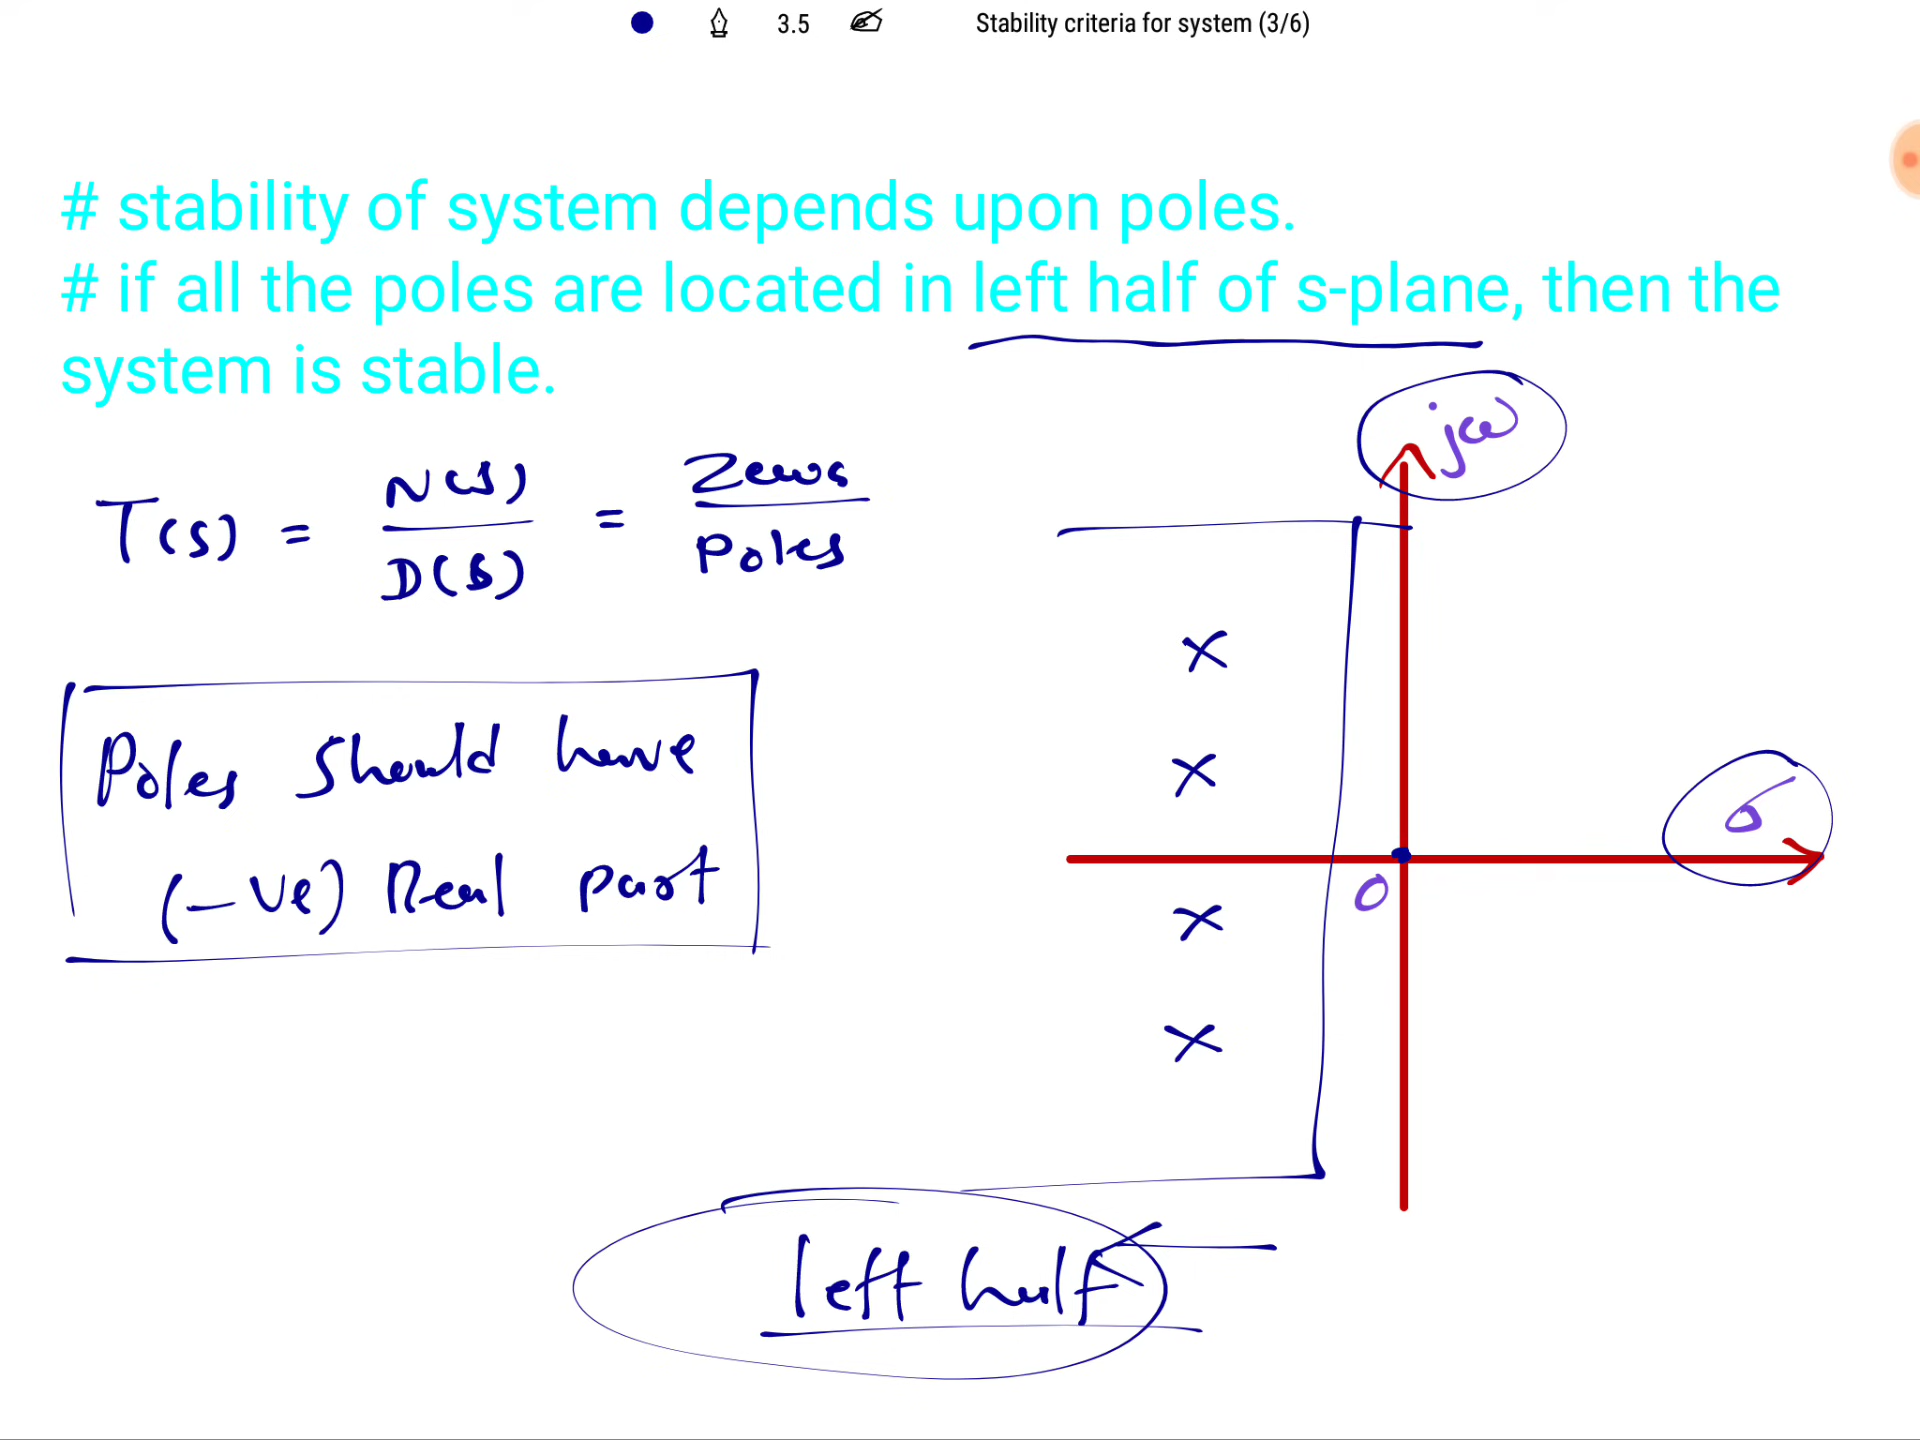 3.5 Stability criteria for system (3/6)
# stability of system depends upon poles.
# if all the poles are located in left half of s-plane, then the
system is stable.
T(s) = N(s) / D(s) = Zeros / Poles
jω
Poles should have
(-ve) Real part
σ
0
left half